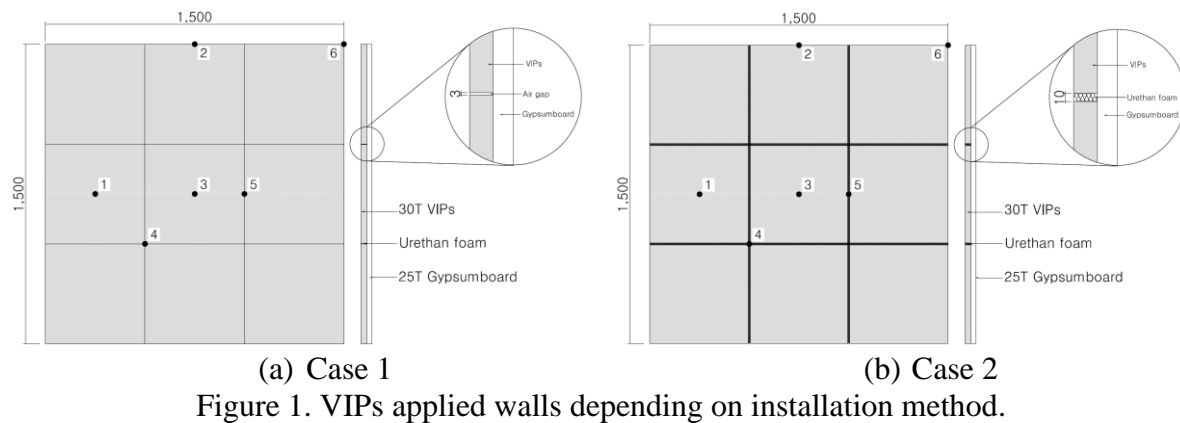 1,500
1,500
2
6
1
3
5
4
3
VIPs
Air gap
Gypsumboard
30T VIPs
Urethan foam
25T Gypsumboard
(a) Case 1
1,500
1,500
2
6
1
3
5
4
10
VIPs
Urethan foam
Gypsumboard
30T VIPs
Urethan foam
25T Gypsumboard
(b) Case 2
Figure 1. VIPs applied walls depending on installation method.